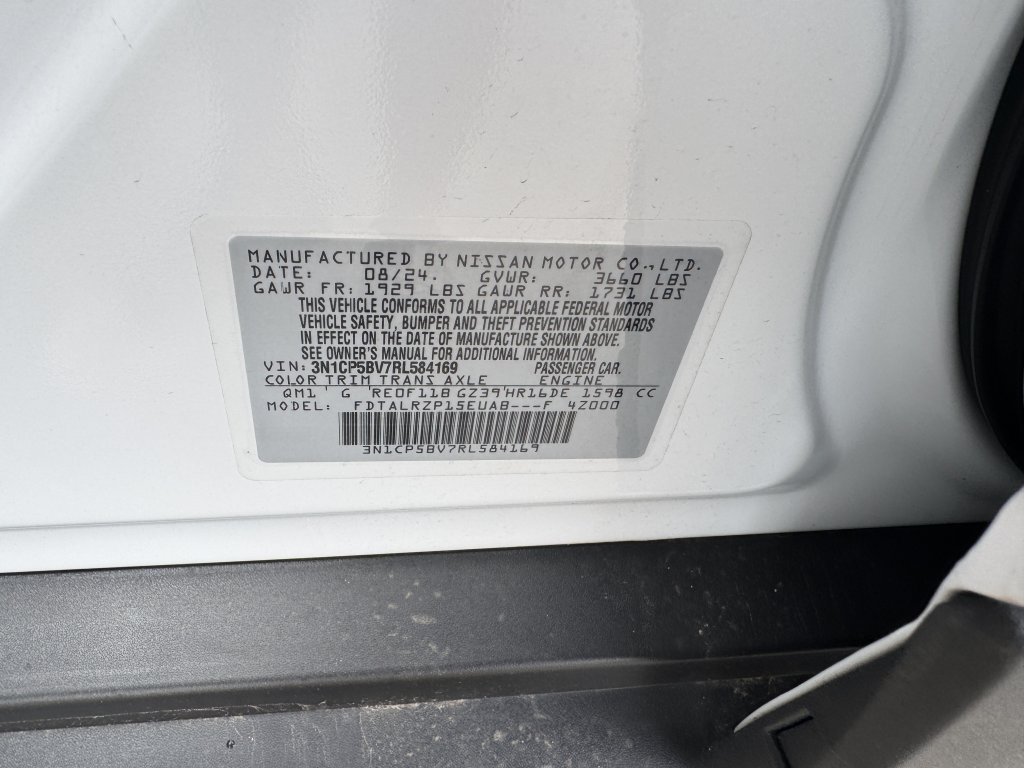 MANUFACTURED BY NISSAN MOTOR CO., LTD.
DATE: 08/24. GVWR: 3660 LBS
GAWR FR: 1929 LBS GAWR RR: 1731 LBS
THIS VEHICLE CONFORMS TO ALL APPLICABLE FEDERAL MOTOR
VEHICLE SAFETY, BUMPER AND THEFT PREVENTION STANDARDS
IN EFFECT ON THE DATE OF MANUFACTURE SHOWN ABOVE.
SEE OWNER'S MANUAL FOR ADDITIONAL INFORMATION.
VIN: 3N1CP5BV7RL584169 PASSENGER CAR.
COLOR TRIM TRANS AXLE ENGINE
QM1 G RE0F11B GZ39 HR16DE 1598 CC
MODEL: FDTALRZP15EUAB---F 4Z000
3N1CP5BV7RL584169